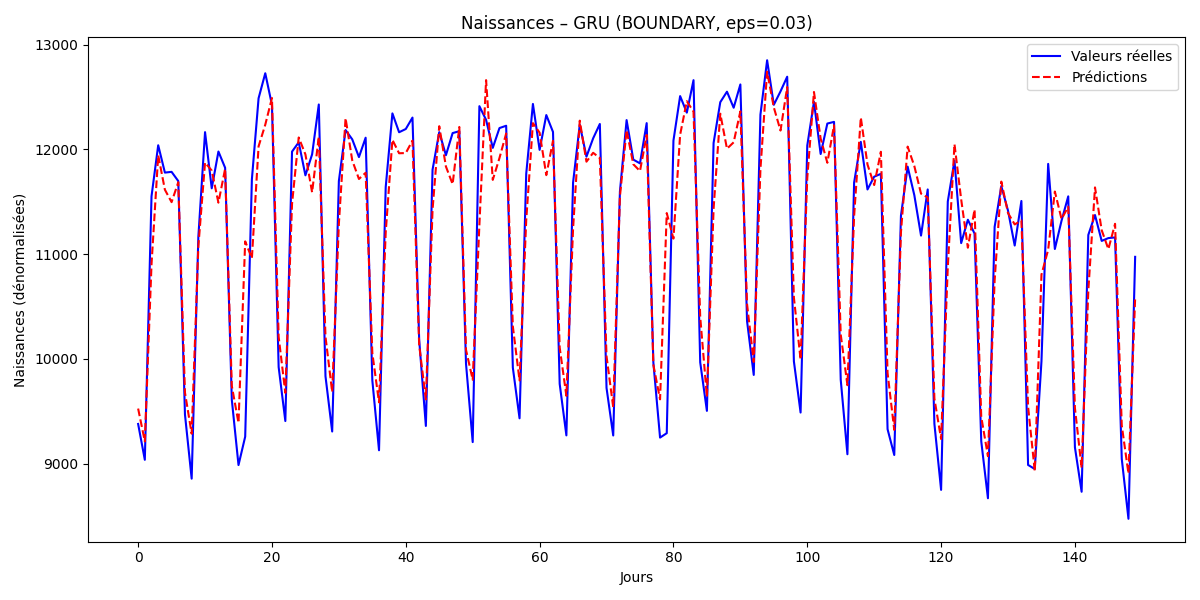 Naissances – GRU (BOUNDARY, eps=0.03)
Valeurs réelles
Prédictions
Naissances (dénormalisées)
13000
12000
11000
10000
9000
0 20 40 60 80 100 120 140
Jours